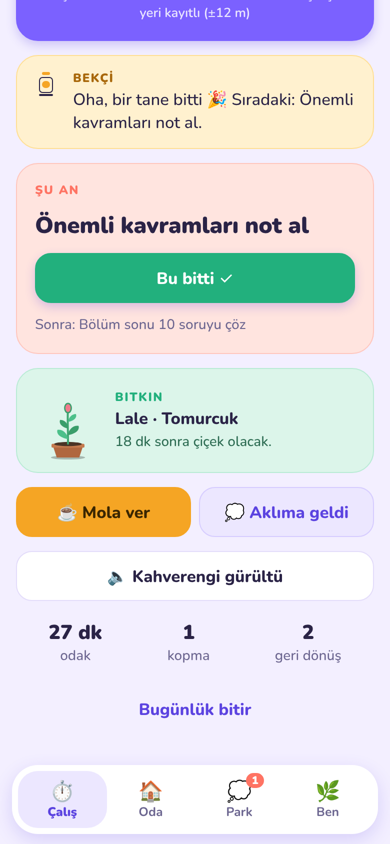 yeri kayıtlı (±12 m)
BEKÇİ
Oha, bir tane bitti 🎉 Sıradaki: Önemli
kavramları not al.
ŞU AN
Önemli kavramları not al
Bu bitti ✓
Sonra: Bölüm sonu 10 soruyu çöz
BITKIN
Lale · Tomurcuk
18 dk sonra çiçek olacak.
☕ Mola ver
💭 Aklıma geldi
🔈 Kahverengi gürültü
27 dk 1 2
odak kopma geri dönüş
Bugünlük bitir
1
Çalış Oda Park Ben